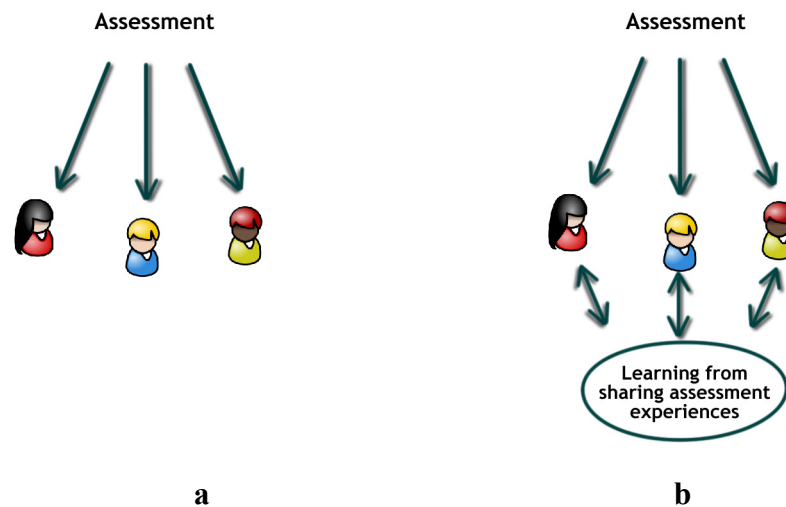 Assessment
Assessment
Learning from
sharing assessment
experiences
a
b